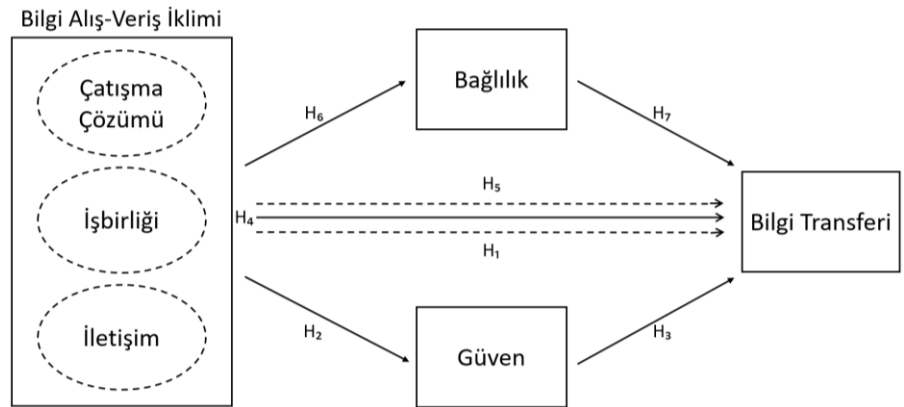 Bilgi Alış-Veriş İklimi
Çatışma
Çözümü
İşbirliği
İletişim
H₆
Bağlılık
H₇
H₅
H₄
H₁
Bilgi Transferi
H₂
Güven
H₃